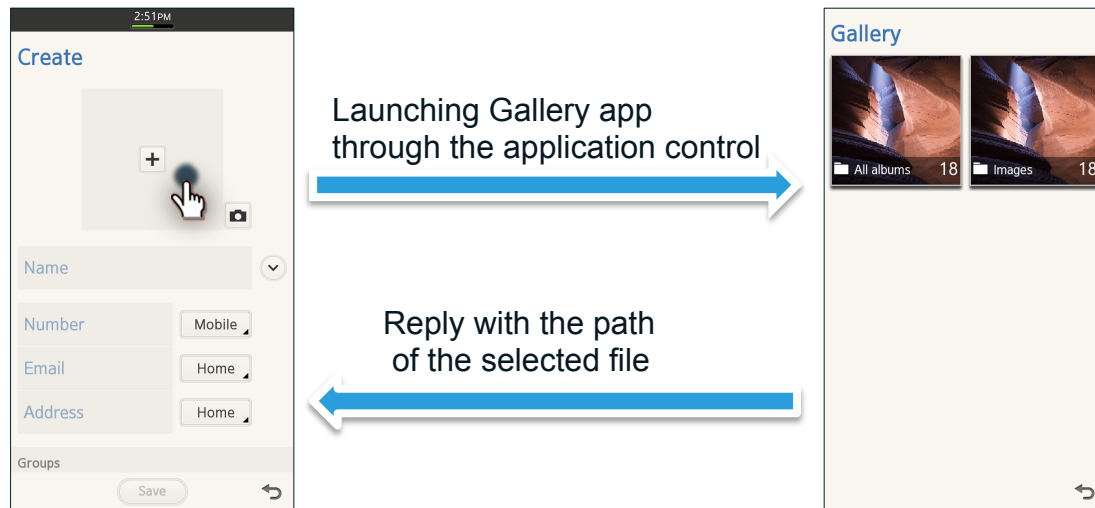 2:51PM
Create
+
Name
Number
Mobile
Email
Home
Address
Home
Groups
Save
Launching Gallery app
through the application control
Reply with the path
of the selected file
Gallery
All albums 18
Images 18